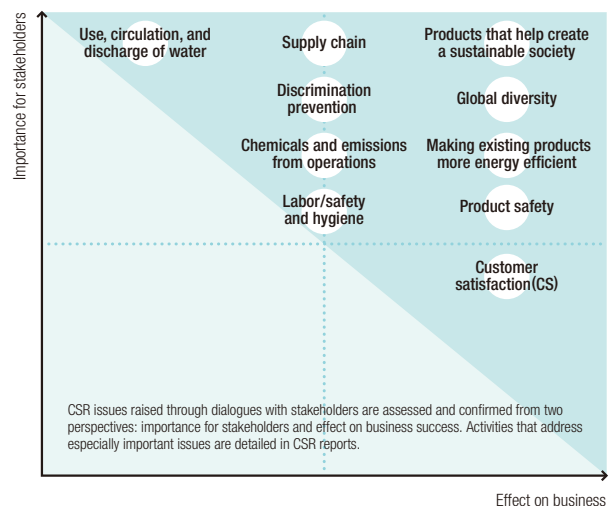 Importance for stakeholders
Use, circulation, and
discharge of water
Supply chain
Products that help create
a sustainable society
Discrimination
prevention
Global diversity
Chemicals and emissions
from operations
Making existing products
more energy efficient
Labor/safety
and hygiene
Product safety
Customer
satisfaction(CS)
CSR issues raised through dialogues with stakeholders are assessed and confirmed from two
perspectives: importance for stakeholders and effect on business success. Activities that address
especially important issues are detailed in CSR reports.
Effect on business